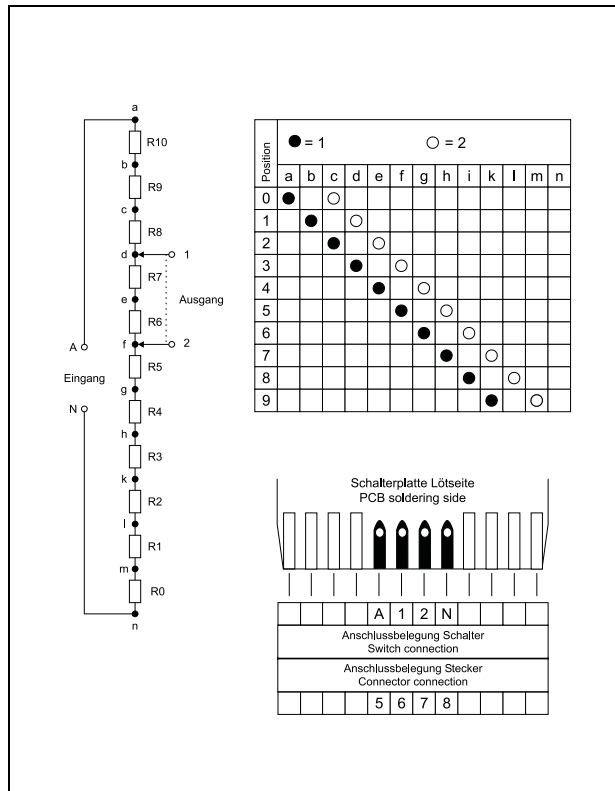 a
R10
b
R9
c
R8
d
1
R7
e
Ausgang
R6
A
f
2
R5
Eingang
g
N
R4
h
R3
k
R2
l
R1
m
R0
n
Position
= 1 = 2
a b c d e f g h i k l m n
0
1
2
3
4
5
6
7
8
9
Schalterplatte Lötseite
PCB soldering side
A 1 2 N
Anschlussbelegung Schalter
Switch connection
Anschlussbelegung Stecker
Connector connection
5 6 7 8